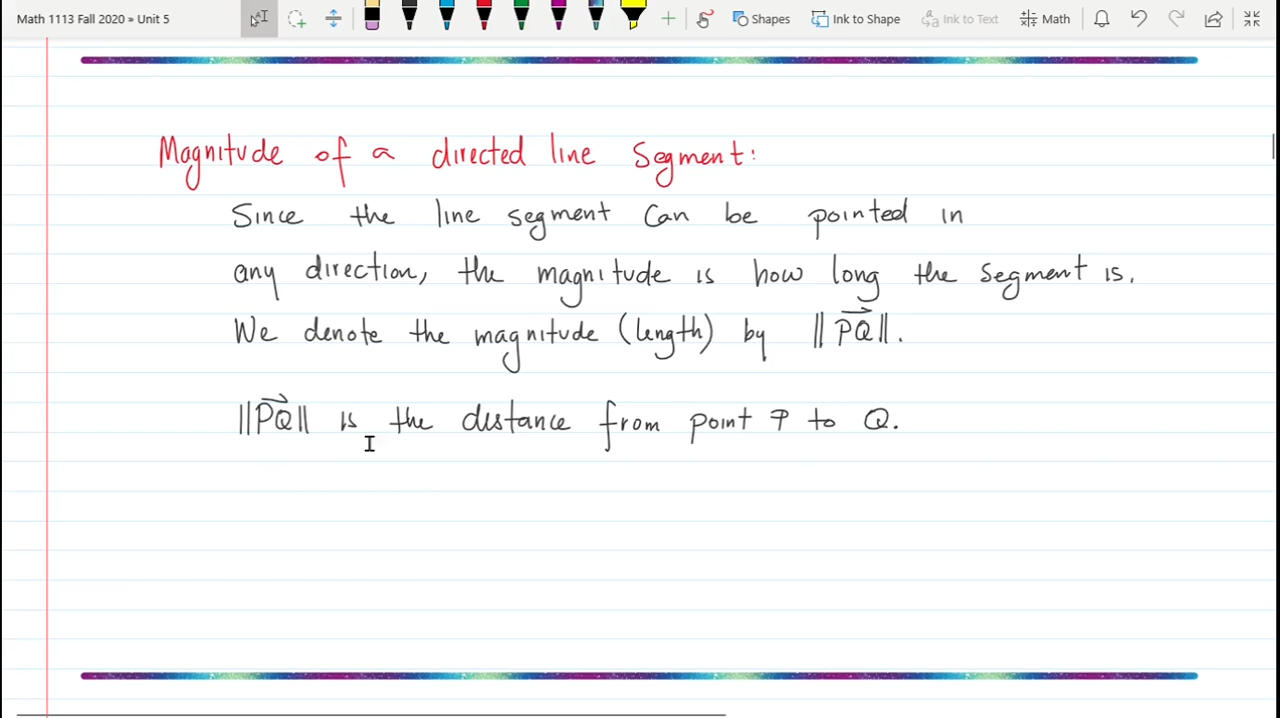 Math 1113 Fall 2020 » Unit 5
Shapes Ink to Shape Ink to Text Math
Magnitude of a directed line Segment:
Since the line segment Can be pointed in
any direction, the magnitude is how long the segment is.
We denote the magnitude (length) by ‖P⃗Q⃗‖.
‖P⃗Q⃗‖ is the distance from point P to Q.